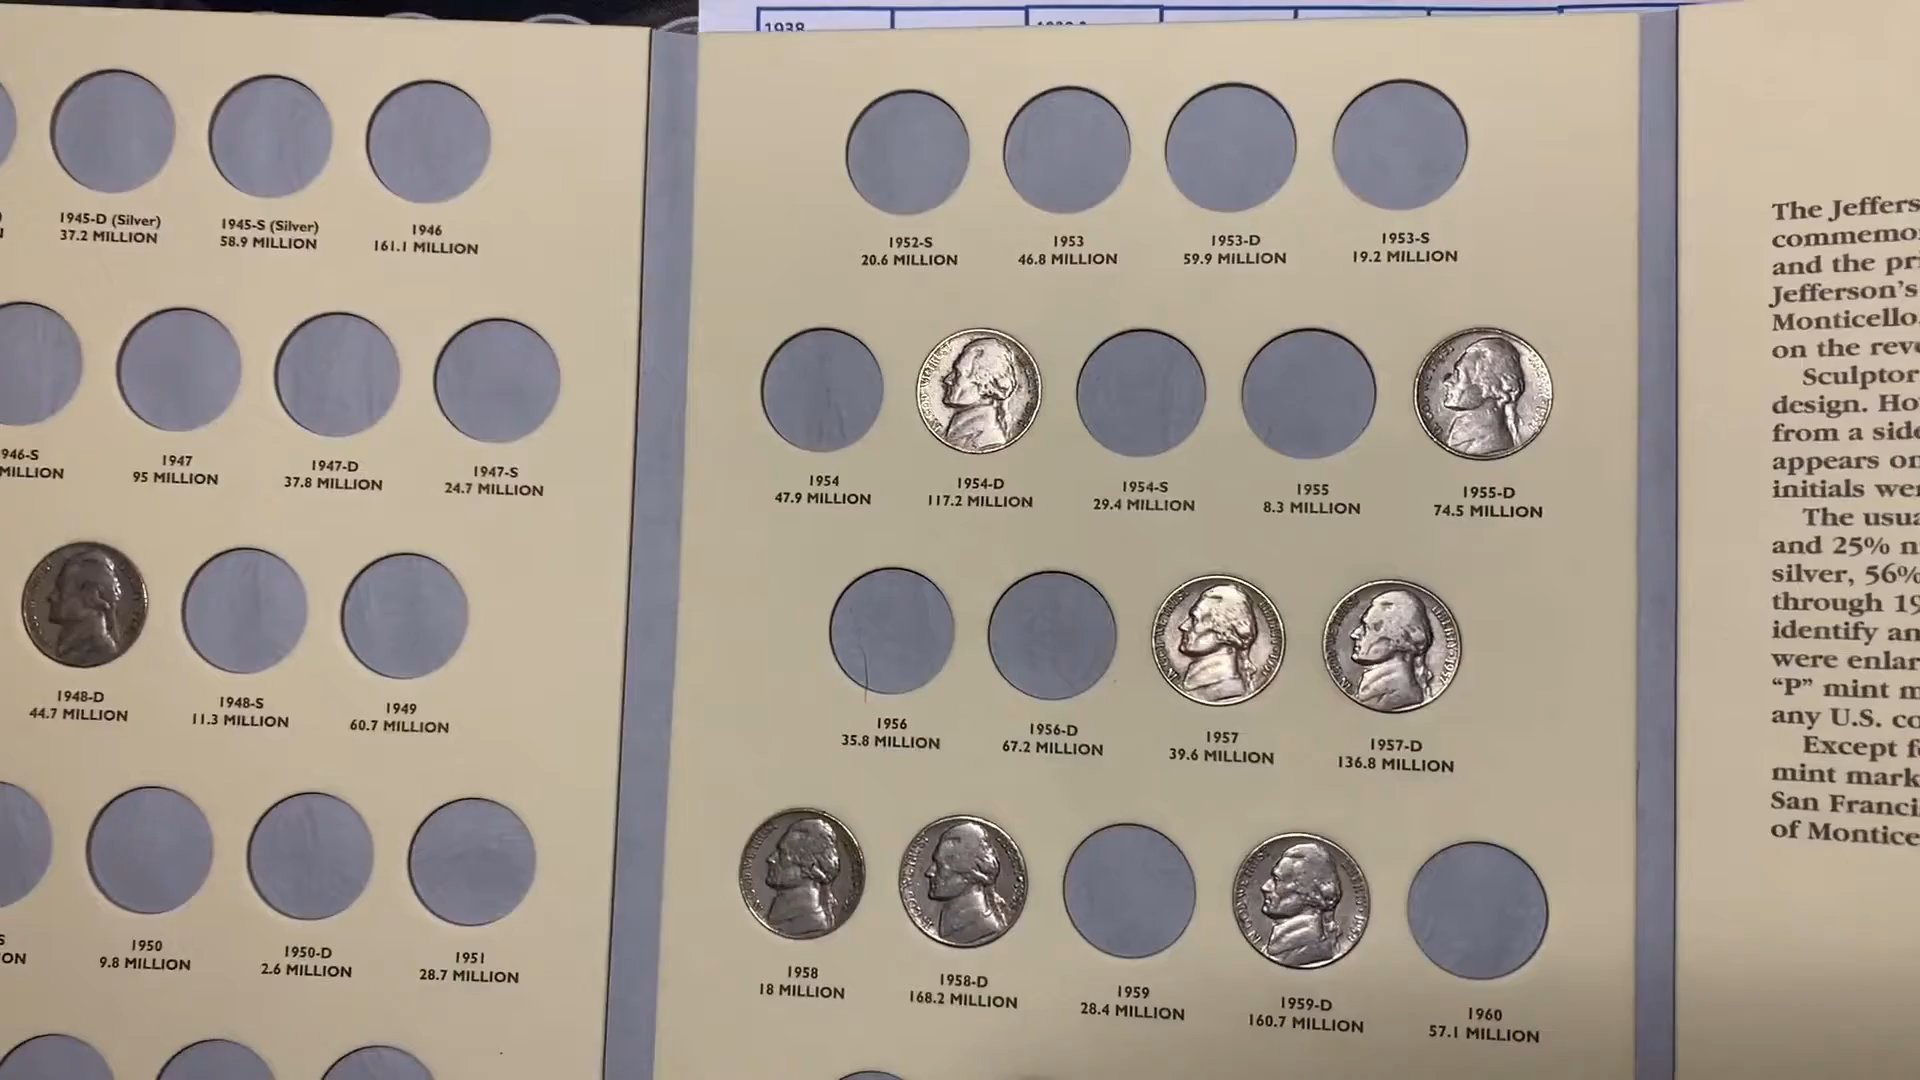 1938
1945-D (Silver)
37.2 MILLION
1945-S (Silver)
58.9 MILLION
1946
161.1 MILLION
946-S
MILLION
1947
95 MILLION
1947-D
37.8 MILLION
1947-S
24.7 MILLION
1948-D
44.7 MILLION
1948-S
11.3 MILLION
1949
60.7 MILLION
S
ON
1950
9.8 MILLION
1950-D
2.6 MILLION
1951
28.7 MILLION
1952-S
20.6 MILLION
1953
46.8 MILLION
1953-D
59.9 MILLION
1953-S
19.2 MILLION
1954
47.9 MILLION
1954-D
117.2 MILLION
1954-S
29.4 MILLION
1955
8.3 MILLION
1955-D
74.5 MILLION
1956
35.8 MILLION
1956-D
67.2 MILLION
1957
39.6 MILLION
1957-D
136.8 MILLION
1958
18 MILLION
1958-D
168.2 MILLION
1959
28.4 MILLION
1959-D
160.7 MILLION
1960
57.1 MILLION
The Jeffers
commemo
and the pri
Jefferson's
Monticello,
on the reve
Sculptor
design. Ho
from a side
appears on
initials wer
The usua
and 25% n
silver, 56%
through 19
identify an
were enlar
"P" mint m
any U.S. co
Except fo
mint mark
San Franci
of Montice